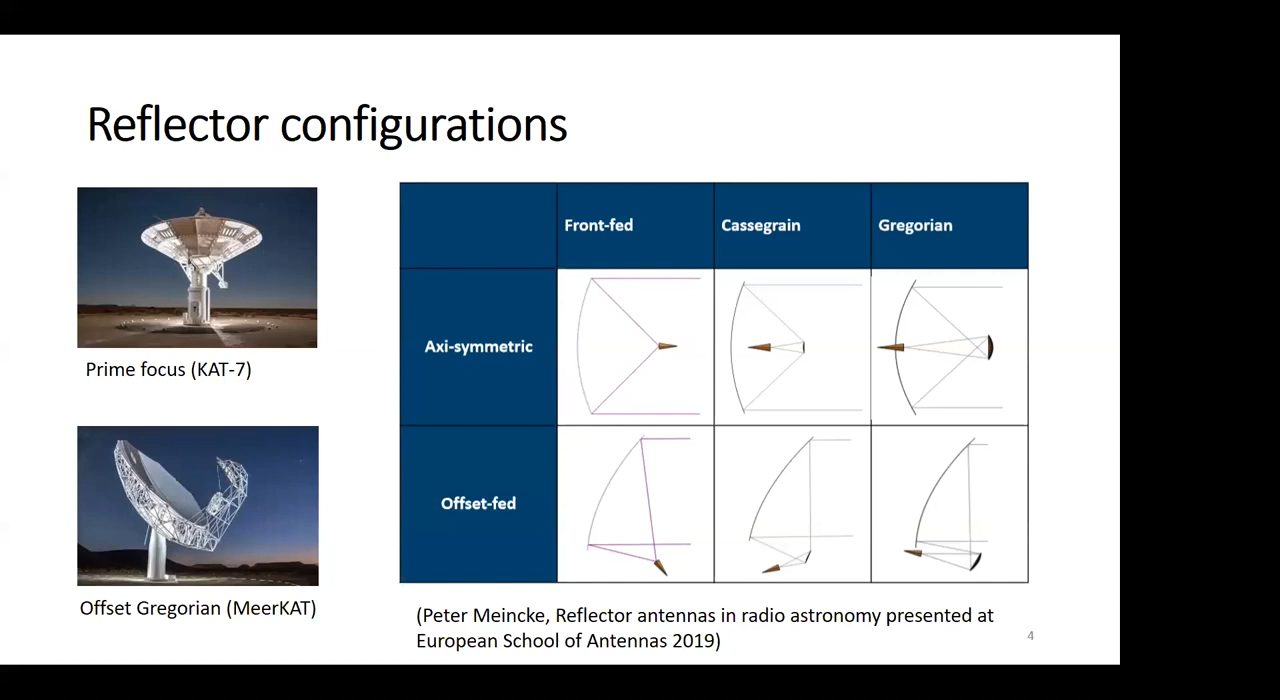 Reflector configurations
Prime focus (KAT-7)
Offset Gregorian (MeerKAT)
Front-fed
Cassegrain
Gregorian
Axi-symmetric
Offset-fed
(Peter Meincke, Reflector antennas in radio astronomy presented at
European School of Antennas 2019)
4